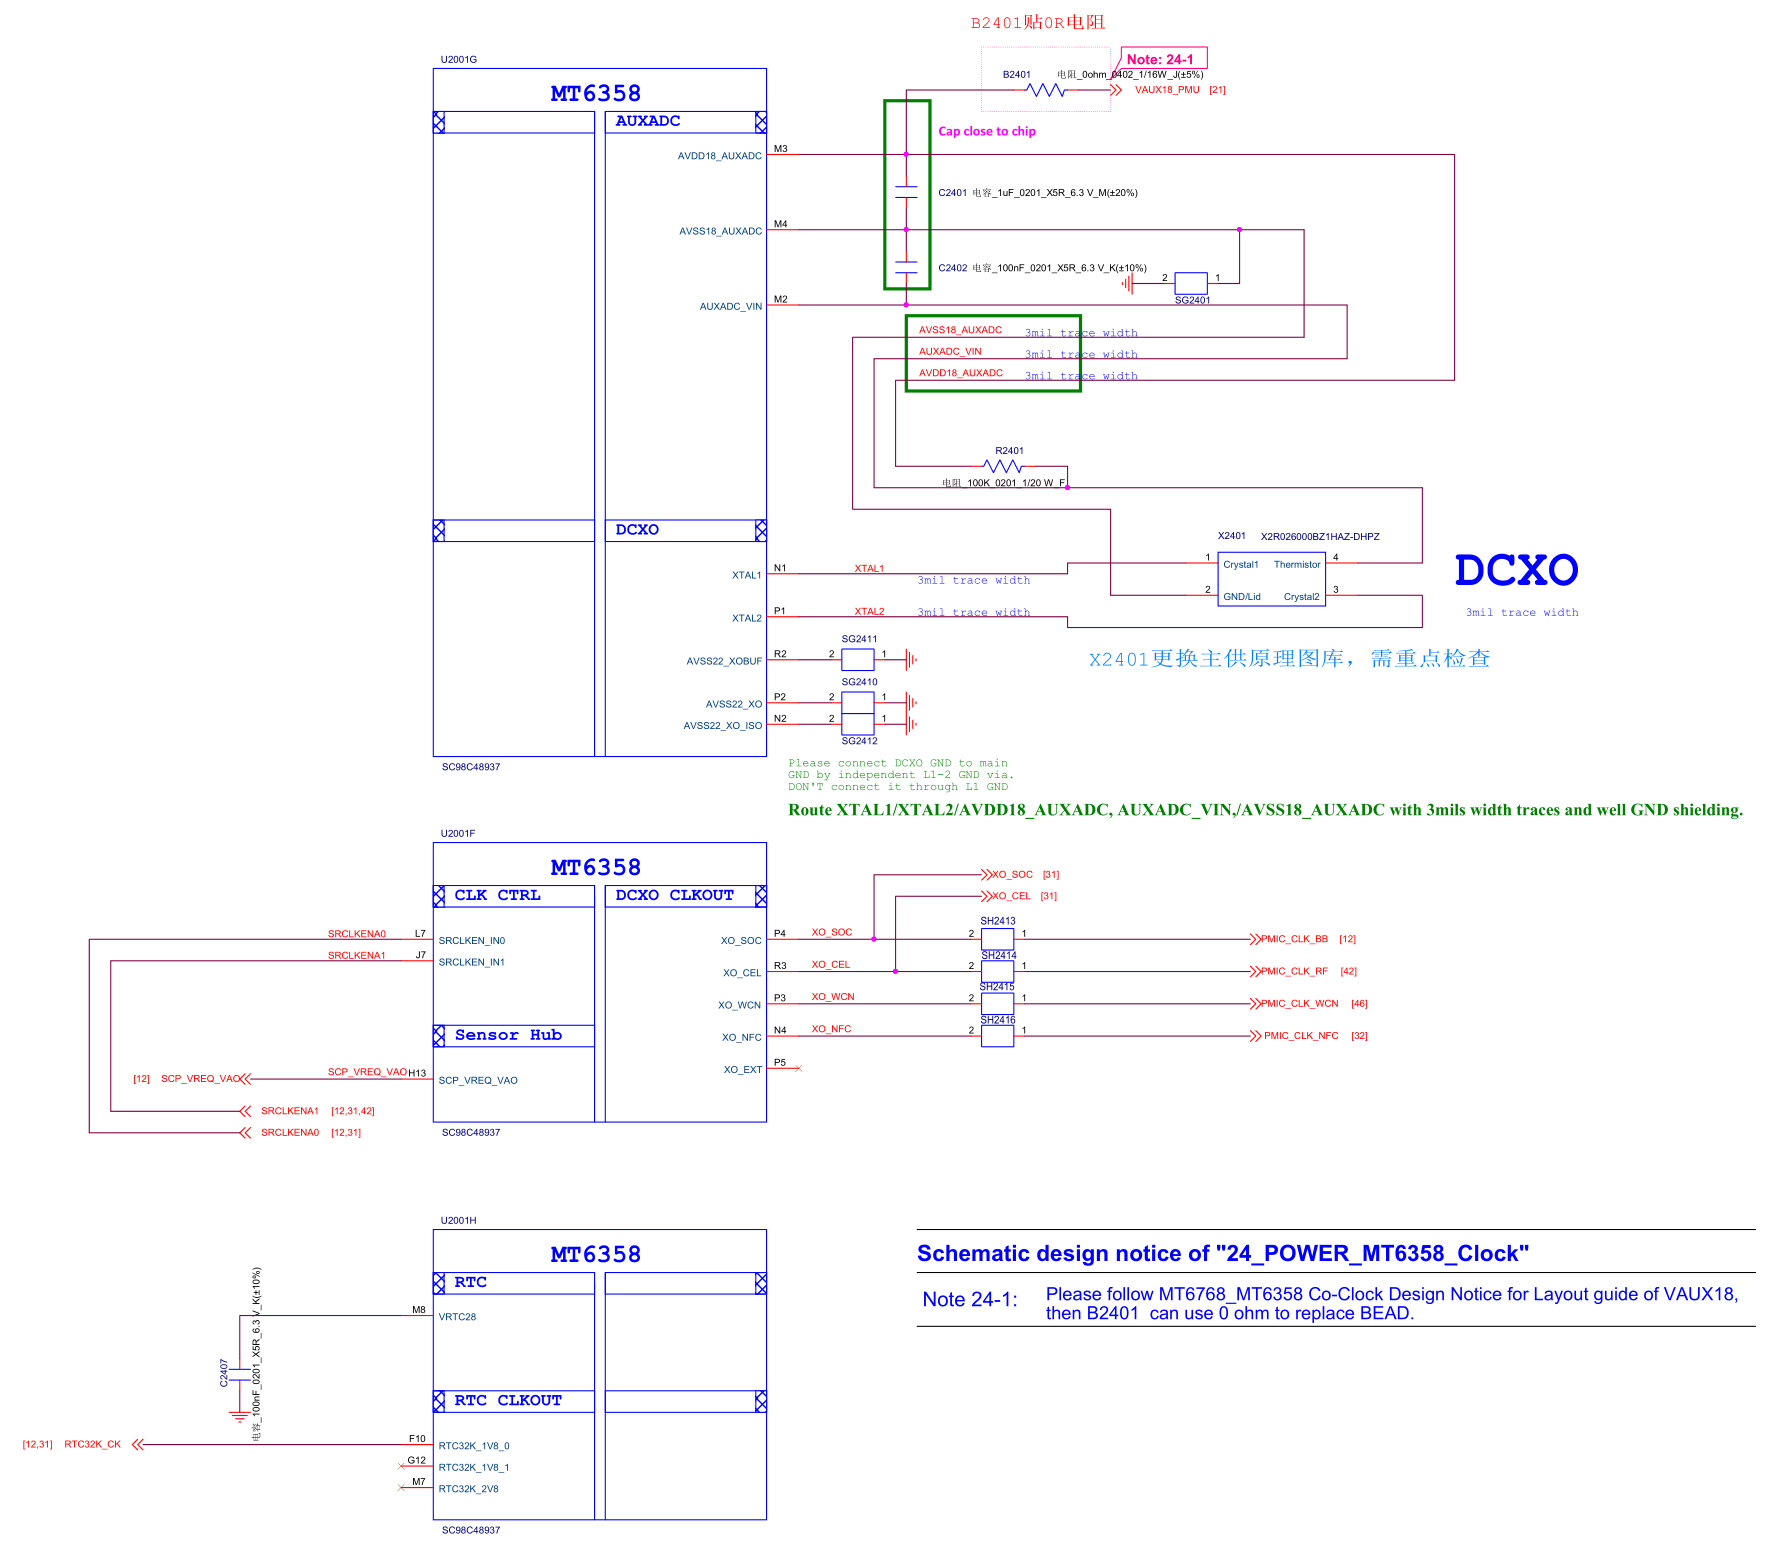 B2401贴0R电阻
Note: 24-1
B2401 电阻_0ohm_0402_1/16W_J(±5%)
VAUX18_PMU [21]
U2001G
MT6358
AUXADC
Cap close to chip
AVDD18_AUXADC M3
C2401 电容_1uF_0201_X5R_6.3 V_M(±20%)
AVSS18_AUXADC M4
C2402 电容_100nF_0201_X5R_6.3 V_K(±10%)
2 1
SG2401
AUXADC_VIN M2
AVSS18_AUXADC 3mil trace width
AUXADC_VIN 3mil trace width
AVDD18_AUXADC 3mil trace width
R2401
电阻_100K_0201_1/20 W_F
DCXO
X2401 X2R026000BZ1HAZ-DHPZ
1 Crystal1 Thermistor 4
2 GND/Lid Crystal2 3
DCXO
3mil trace width
XTAL1 N1 XTAL1
3mil trace width
XTAL2 P1 XTAL2 3mil trace width
X2401更换主供原理图库，需重点检查
SG2411
AVSS22_XOBUF R2 2 1
SG2410
AVSS22_XO P2 2 1
AVSS22_XO_ISO N2 2 1
SG2412
SC98C48937
Please connect DCXO GND to main
GND by independent L1-2 GND via.
DON'T connect it through L1 GND
Route XTAL1/XTAL2/AVDD18_AUXADC, AUXADC_VIN,/AVSS18_AUXADC with 3mils width traces and well GND shielding.
U2001F
MT6358
CLK CTRL DCXO CLKOUT
XO_SOC [31]
XO_CEL [31]
SRCLKENA0 L7 SRCLKEN_IN0
SRCLKENA1 J7 SRCLKEN_IN1
XO_SOC P4 XO_SOC 2 SH2413 1 PMIC_CLK_BB [12]
XO_CEL R3 XO_CEL 2 SH2414 1 PMIC_CLK_RF [42]
XO_WCN P3 XO_WCN 2 SH2415 1 PMIC_CLK_WCN [46]
XO_NFC N4 XO_NFC 2 SH2416 1 PMIC_CLK_NFC [32]
XO_EXT P5
Sensor Hub
[12] SCP_VREQ_VAO SCP_VREQ_VAO H13 SCP_VREQ_VAO
SRCLKENA1 [12,31,42]
SRCLKENA0 [12,31]
SC98C48937
U2001H
MT6358
RTC
M8 VRTC28
C2407
电容_100nF_0201_X5R_6.3 V_K(±10%)
RTC CLKOUT
[12,31] RTC32K_CK F10 RTC32K_1V8_0
G12 RTC32K_1V8_1
M7 RTC32K_2V8
SC98C48937
Schematic design notice of "24_POWER_MT6358_Clock"
Note 24-1: Please follow MT6768_MT6358 Co-Clock Design Notice for Layout guide of VAUX18,
then B2401 can use 0 ohm to replace BEAD.